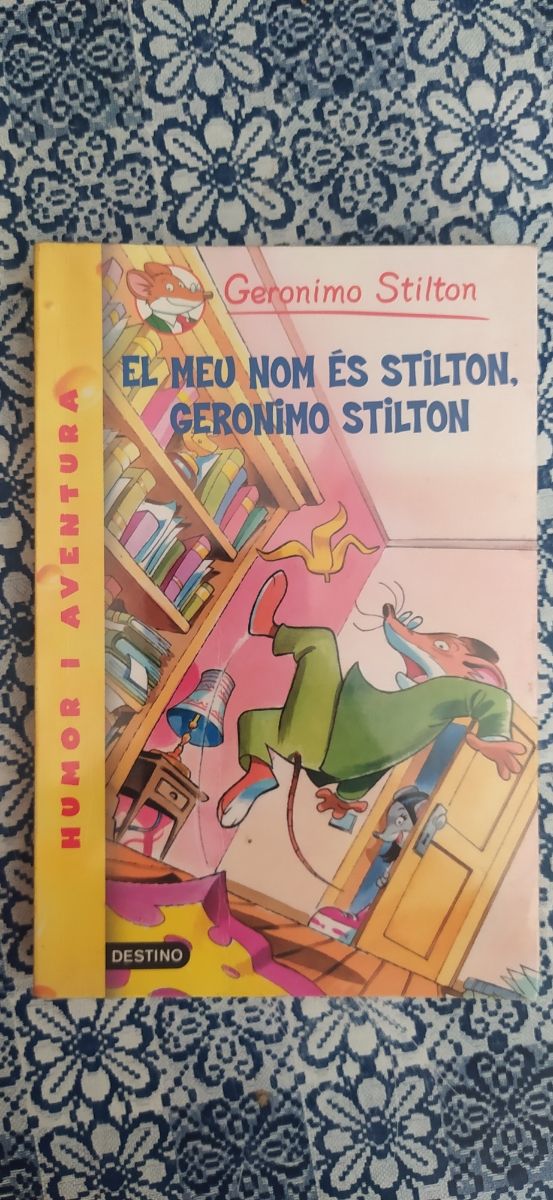 Geronimo Stilton
EL MEU NOM ÉS STILTON,
GERONIMO STILTON
HUMOR I AVENTURA
DESTINO